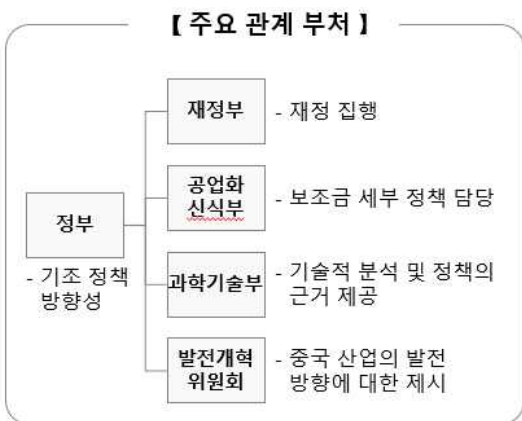 【 주요 관계 부처 】
재정부
- 재정 집행
공업화
신식부
- 보조금 세부 정책 담당
정부
- 기조 정책
방향성
과학기술부
- 기술적 분석 및 정책의
근거 제공
발전개혁
위원회
- 중국 산업의 발전
방향에 대한 제시